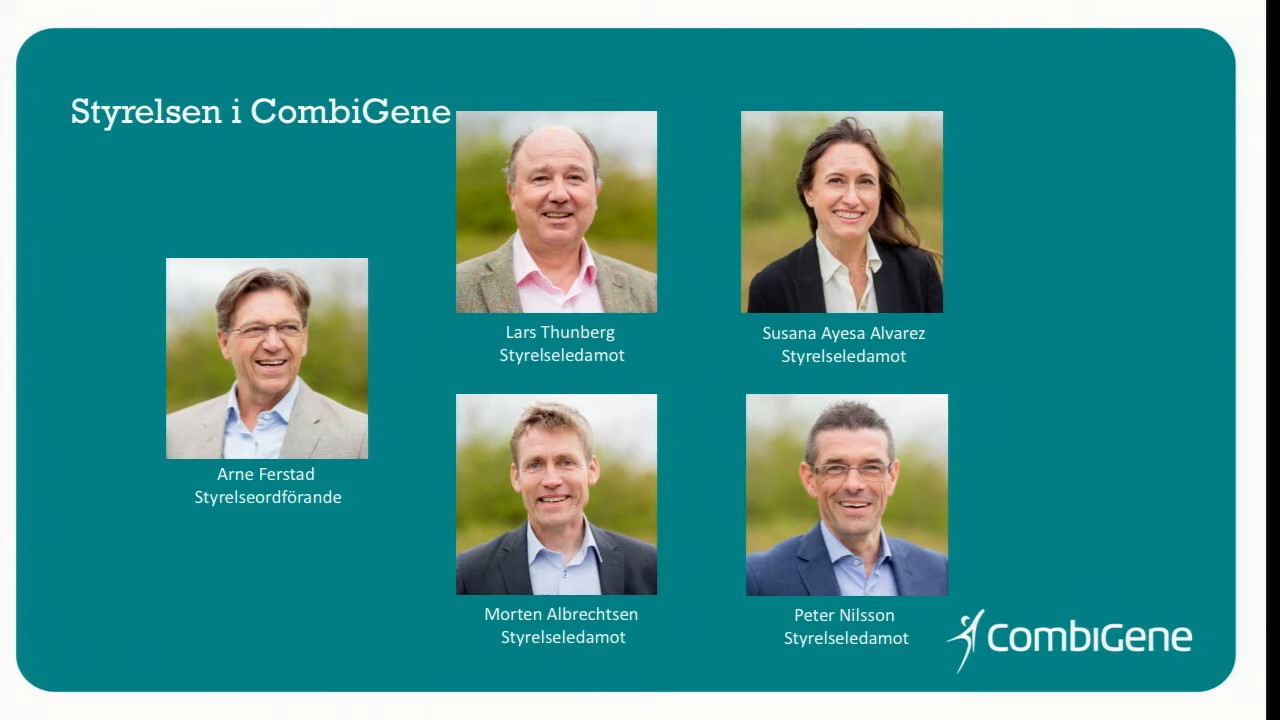 Styrelsen i CombiGene
Lars Thunberg
Styrelseledamot
Susana Ayesa Alvarez
Styrelseledamot
Arne Ferstad
Styrelseordförande
Morten Albrechtsen
Styrelseledamot
Peter Nilsson
Styrelseledamot
CombiGene